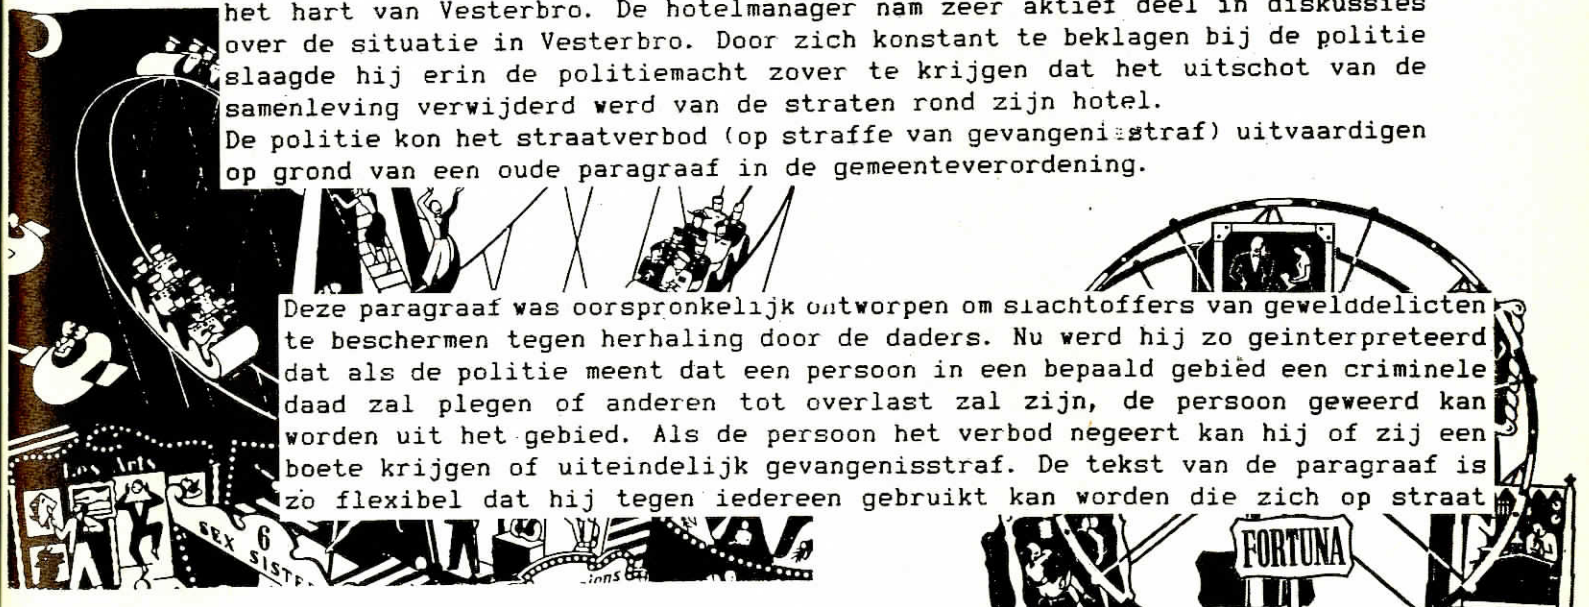 het hart van Vesterbro. De hotelmanager nam zeer aktief deel in diskussies
over de situatie in Vesterbro. Door zich konstant te beklagen bij de politie
slaagde hij erin de politiemacht zover te krijgen dat het uitschot van de
samenleving verwijderd werd van de straten rond zijn hotel.
De politie kon het straatverbod (op straffe van gevangenisstraf) uitvaardigen
op grond van een oude paragraaf in de gemeenteverordening.
Deze paragraaf was oorspronkelijk ontworpen om slachtoffers van gewelddelicten
te beschermen tegen herhaling door de daders. Nu werd hij zo geinterpreteerd
dat als de politie meent dat een persoon in een bepaald gebied een criminele
daad zal plegen of anderen tot overlast zal zijn, de persoon geweerd kan
worden uit het gebied. Als de persoon het verbod negeert kan hij of zij een
boete krijgen of uiteindelijk gevangenisstraf. De tekst van de paragraaf is
zo flexibel dat hij tegen iedereen gebruikt kan worden die zich op straat
Los Arts
6
SEX SISTE
FORTUNA